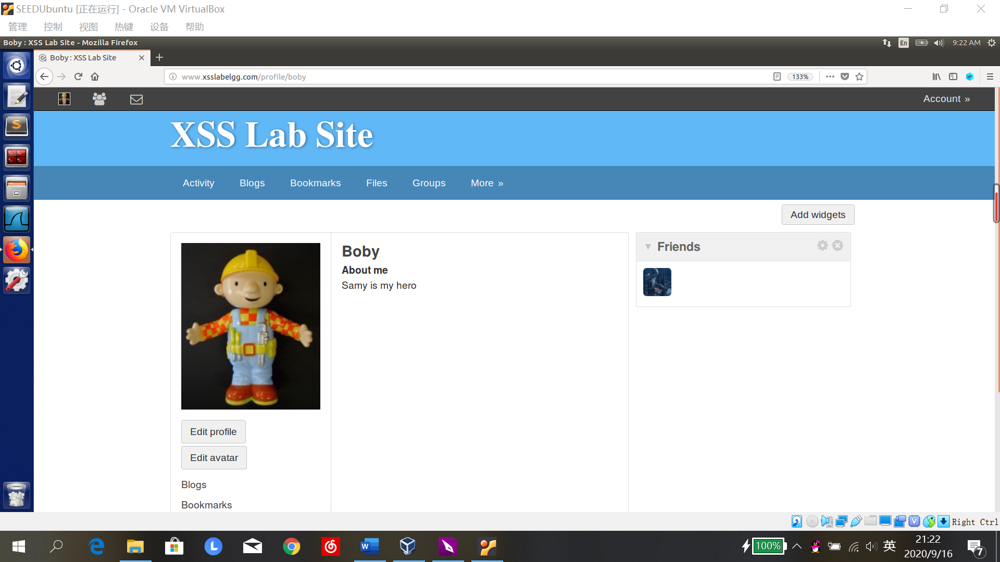 SEEDUbuntu [正在运行] - Oracle VM VirtualBox
管理 控制 视图 热键 设备 帮助
Boby : XSS Lab Site - Mozilla Firefox
En
9:22 AM
Boby : XSS Lab Site
www.xsslabelgg.com/profile/boby
133%
Account »
XSS Lab Site
Activity Blogs Bookmarks Files Groups More »
Add widgets
Boby
About me
Samy is my hero
Friends
Edit profile
Edit avatar
Blogs
Bookmarks
Right Ctrl
100%
英
21:22
2020/9/16
7